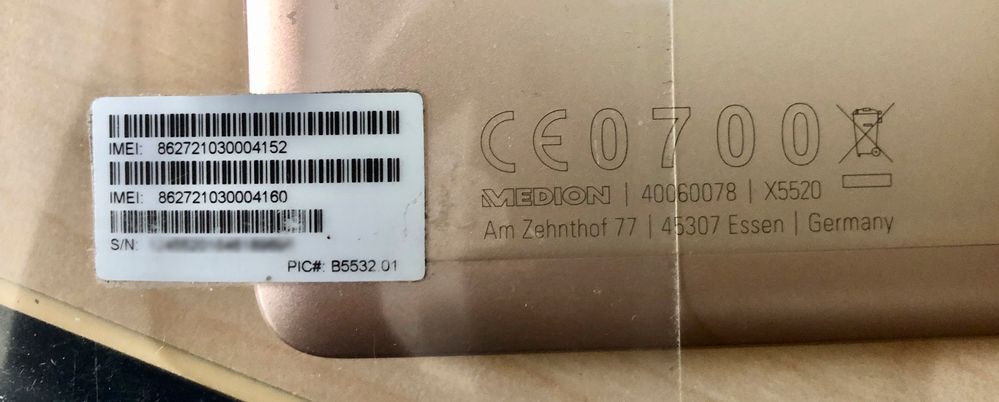 IMEI: 862721030004152
IMEI: 862721030004160
S/N:
PIC#: B5532.01
CE0700
MEDION | 40060078 | X5520
Am Zehnthof 77 | 45307 Essen | Germany